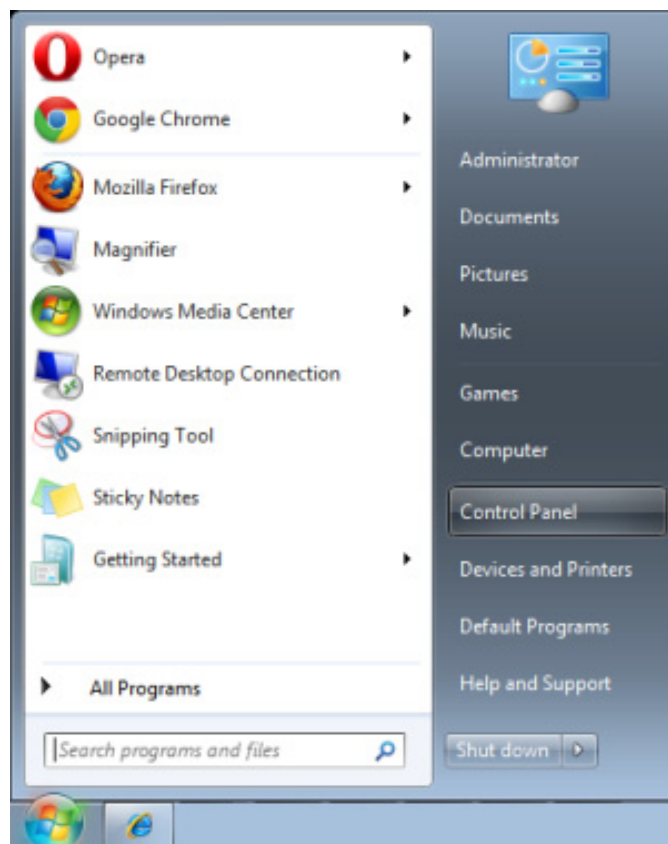 Opera
Google Chrome
Mozilla Firefox
Magnifier
Windows Media Center
Remote Desktop Connection
Snipping Tool
Sticky Notes
Getting Started
All Programs
Search programs and files
Administrator
Documents
Pictures
Music
Games
Computer
Control Panel
Devices and Printers
Default Programs
Help and Support
Shut down